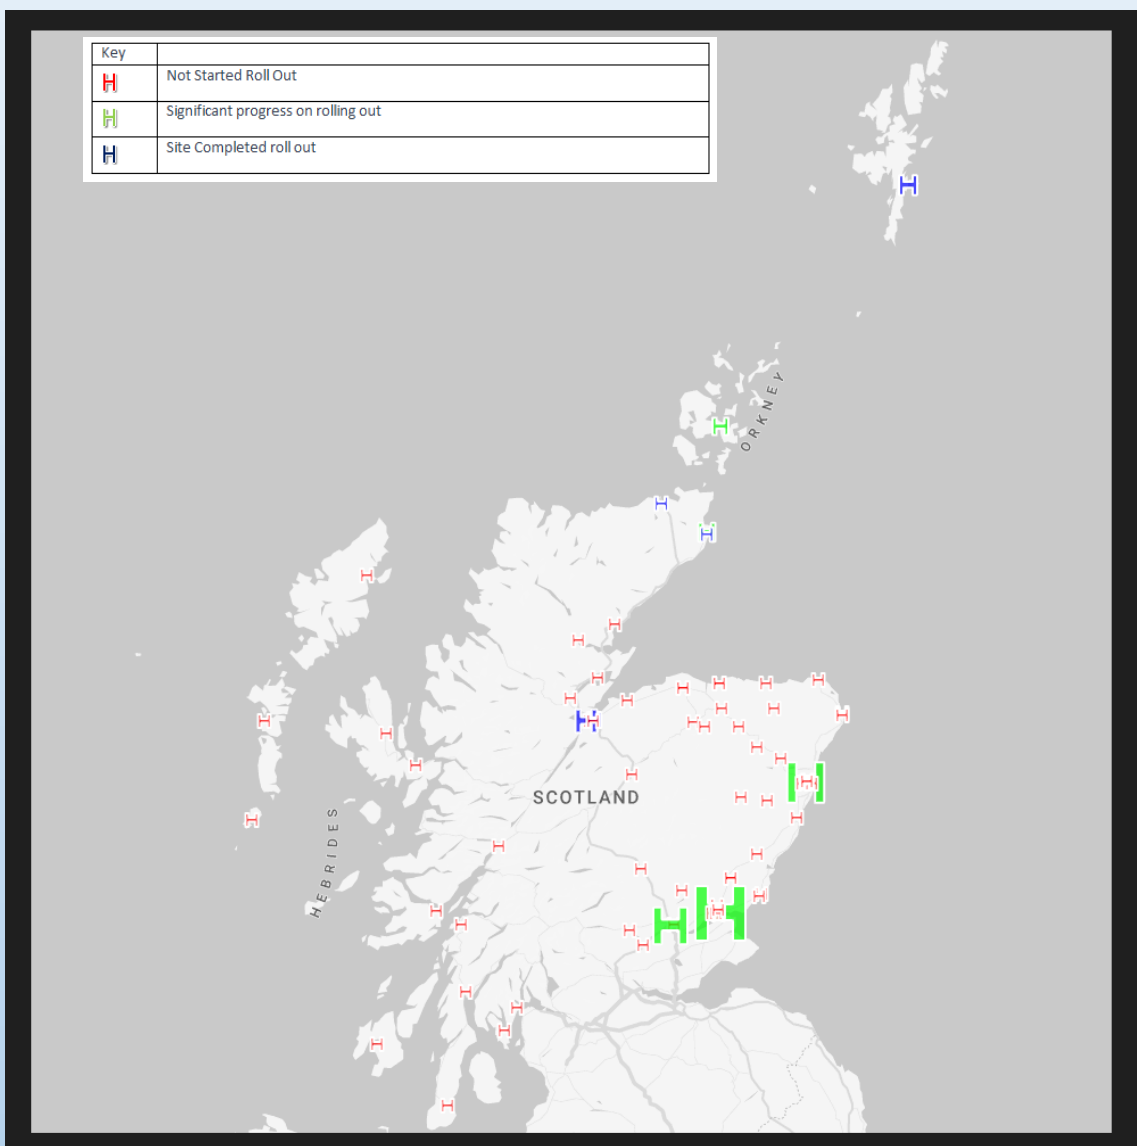 Key
H Not Started Roll Out
H Significant progress on rolling out
H Site Completed roll out
ORKNEY
SCOTLAND
HEBRIDES